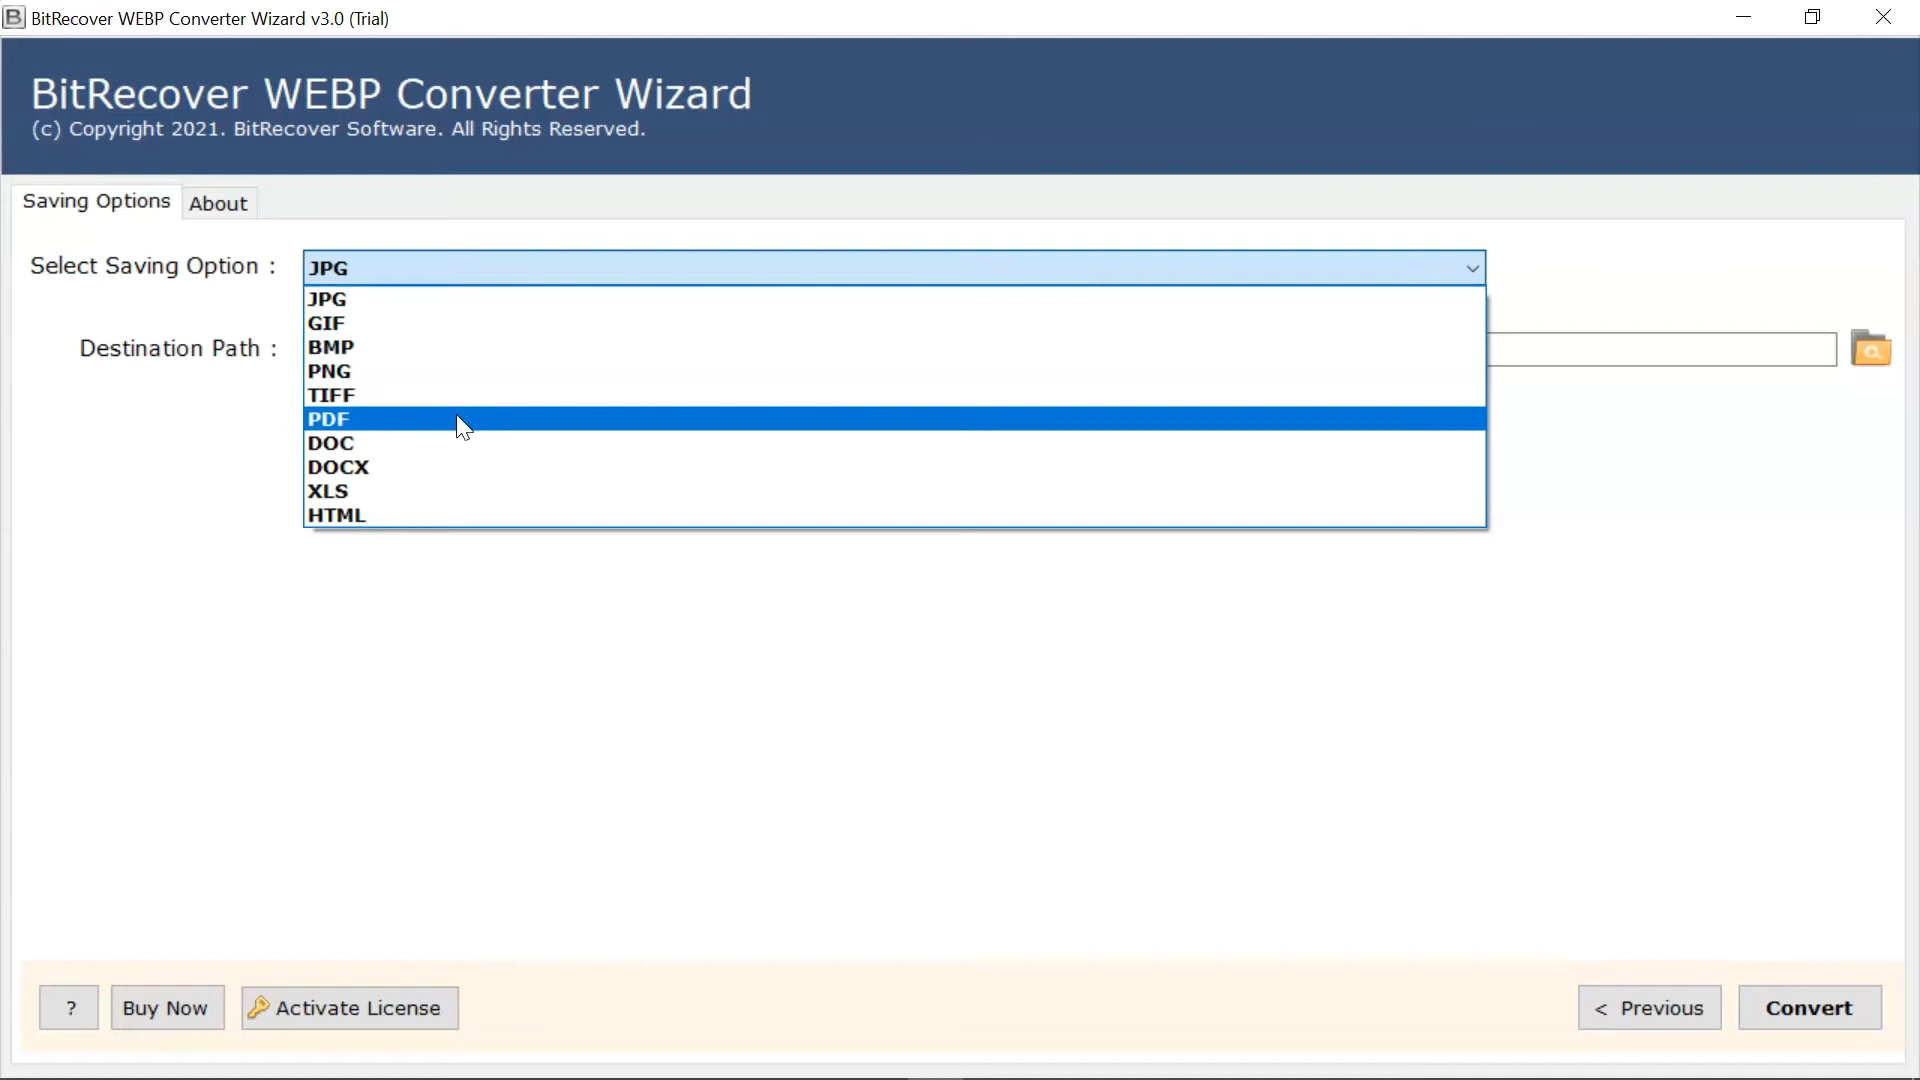 BitRecover WEBP Converter Wizard v3.0 (Trial)
BitRecover WEBP Converter Wizard
(c) Copyright 2021. BitRecover Software. All Rights Reserved.
Saving Options
About
Select Saving Option :
JPG
JPG
GIF
BMP
PNG
TIFF
PDF
DOC
DOCX
XLS
HTML
Destination Path :
?
Buy Now
Activate License
< Previous
Convert